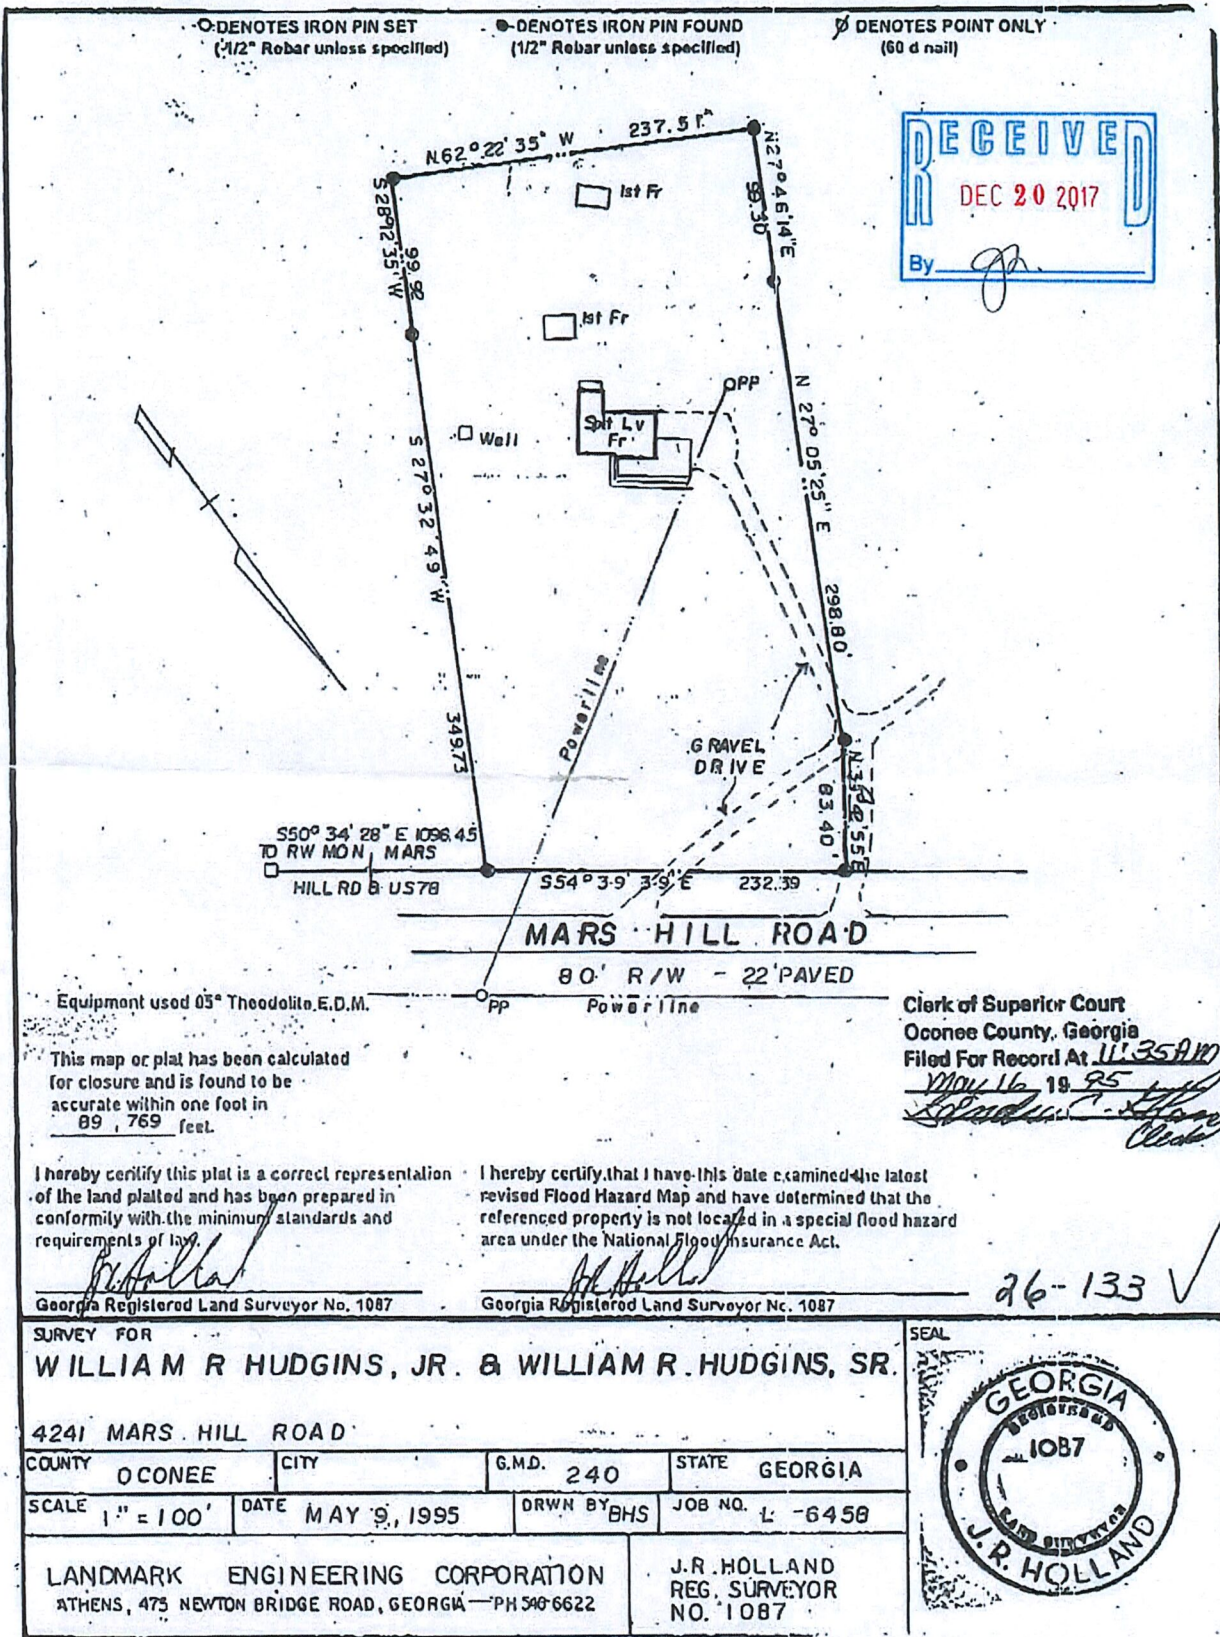 -O-DENOTES IRON PIN SET
(1/2" Rebar unless specified)
●-DENOTES IRON PIN FOUND
(1/2" Rebar unless specified)
Ø DENOTES POINT ONLY
(60 d nail)
RECEIVED
DEC 20 2017
By
N62° 22' 35" W 237.51'
N27° 46' 14" E
99.30
S28° 12' 35" W
99.92
1st Fr
1st Fr
PP
Splt Lv
Fr
Well
N 27° 05' 25" E
298.80'
S 27° 32' 49" W
349.73
Powerline
GRAVEL
DRIVE
83.40'
S50° 34' 28" E 1096.45
TO RW MON MARS
HILL RD & US78
S54° 39' 39" E 232.39
MARS HILL ROAD
80' R/W - 22' PAVED
PP
Powerline
Equipment used 03" Theodolite, E.D.M.
This map or plat has been calculated
for closure and is found to be
accurate within one foot in
89,769 feet.
Clerk of Superior Court
Oconee County, Georgia
Filed For Record At 11:35 AM
May 16 1995
Clerk
I hereby certify this plat is a correct representation
of the land platted and has been prepared in
conformity with the minimum standards and
requirements of law.
Georgia Registered Land Surveyor No. 1087
I hereby certify that I have this date examined the latest
revised Flood Hazard Map and have determined that the
referenced property is not located in a special flood hazard
area under the National Flood Insurance Act.
Georgia Registered Land Surveyor No. 1087
26-133 ✓
SURVEY FOR
WILLIAM R HUDGINS, JR. & WILLIAM R. HUDGINS, SR.
4241 MARS HILL ROAD
COUNTY OCONEE
CITY
G.M.D. 240
STATE GEORGIA
SCALE 1" = 100'
DATE MAY 9, 1995
DRWN BY BHS
JOB NO. L-6458
LANDMARK ENGINEERING CORPORATION
ATHENS, 475 NEWTON BRIDGE ROAD, GEORGIA—PH 546-6622
J.R. HOLLAND
REG. SURVEYOR
NO. 1087
SEAL
GEORGIA
REGISTERED
1087
LAND SURVEYOR
J. R. HOLLAND